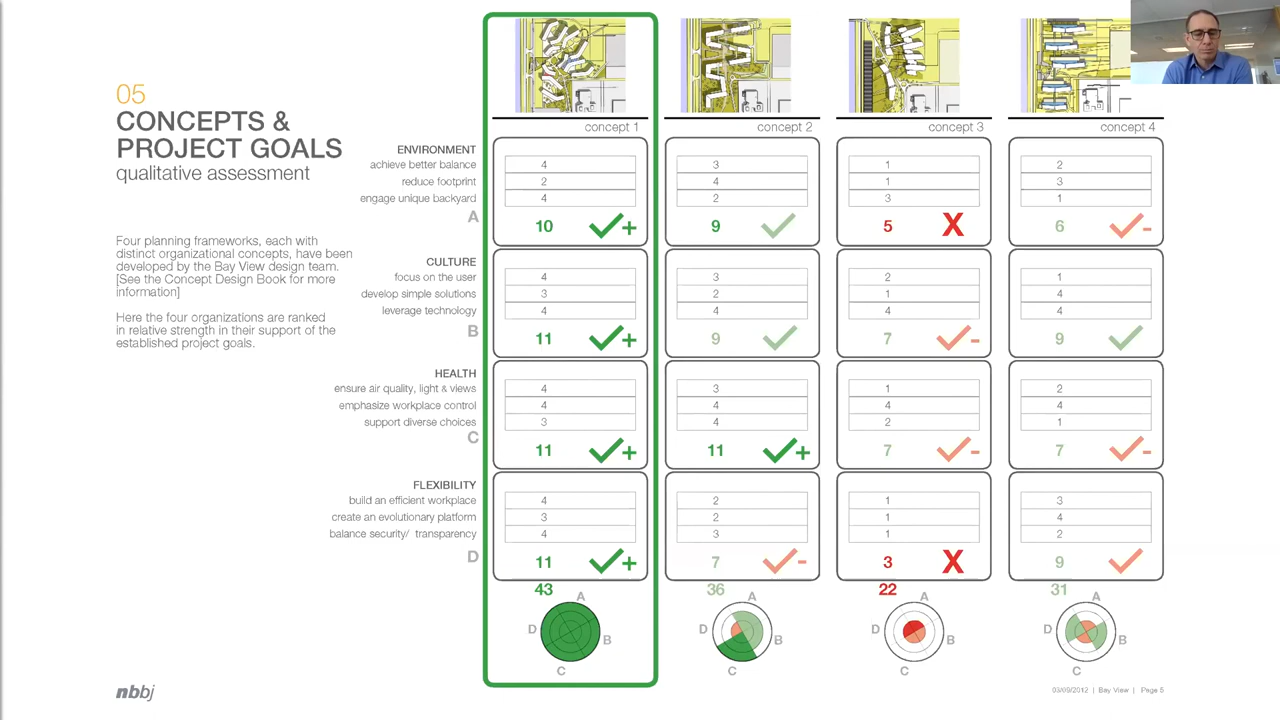 05
CONCEPTS &
PROJECT GOALS
qualitative assessment
Four planning frameworks, each with
distinct organizational concepts, have been
developed by the Bay View design team.
[See the Concept Design Book for more
information]
Here the four organizations are ranked
in relative strength in their support of the
established project goals.
concept 1 concept 2 concept 3 concept 4
ENVIRONMENT
achieve better balance 4 3 1 2
reduce footprint 2 4 1 3
engage unique backyard 4 2 3 1
A 10 + 9 5 X 6 -
CULTURE
focus on the user 4 3 2 1
develop simple solutions 3 2 1 4
leverage technology 4 4 4 4
B 11 + 9 7 - 9
HEALTH
ensure air quality, light & views 4 3 1 2
emphasize workplace control 4 4 4 4
support diverse choices 3 4 2 1
C 11 + 11 + 7 - 7 -
FLEXIBILITY
build an efficient workplace 4 2 1 3
create an evolutionary platform 3 2 1 4
balance security/ transparency 4 3 1 2
D 11 + 7 - 3 X 9
43 36 22 31
A A A A
D B D B D B D B
C C C C
nbbj
03/09/2012 | Bay View | Page 5